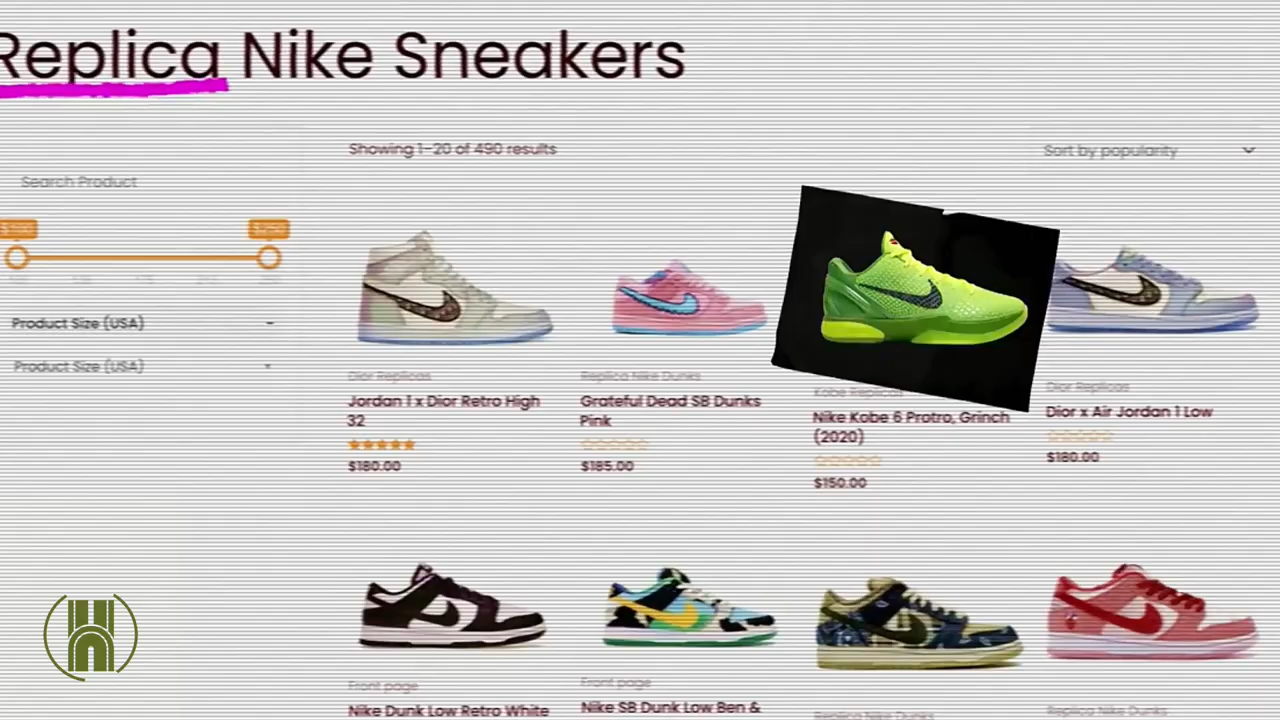 Replica Nike Sneakers
Showing 1–20 of 490 results
Sort by popularity
Search Product
Product Size (USA)
Product Size (USA)
Dior Replicas
Jordan 1 x Dior Retro High
32
$180.00
Replica Nike Dunks
Grateful Dead SB Dunks
Pink
$185.00
Kobe Replicas
Nike Kobe 6 Protro, Grinch
(2020)
$150.00
Dior Replicas
Dior x Air Jordan 1 Low
$180.00
Front page
Nike Dunk Low Retro White
Front page
Nike SB Dunk Low Ben &
Replica Nike Dunks
Replica Nike Dunks